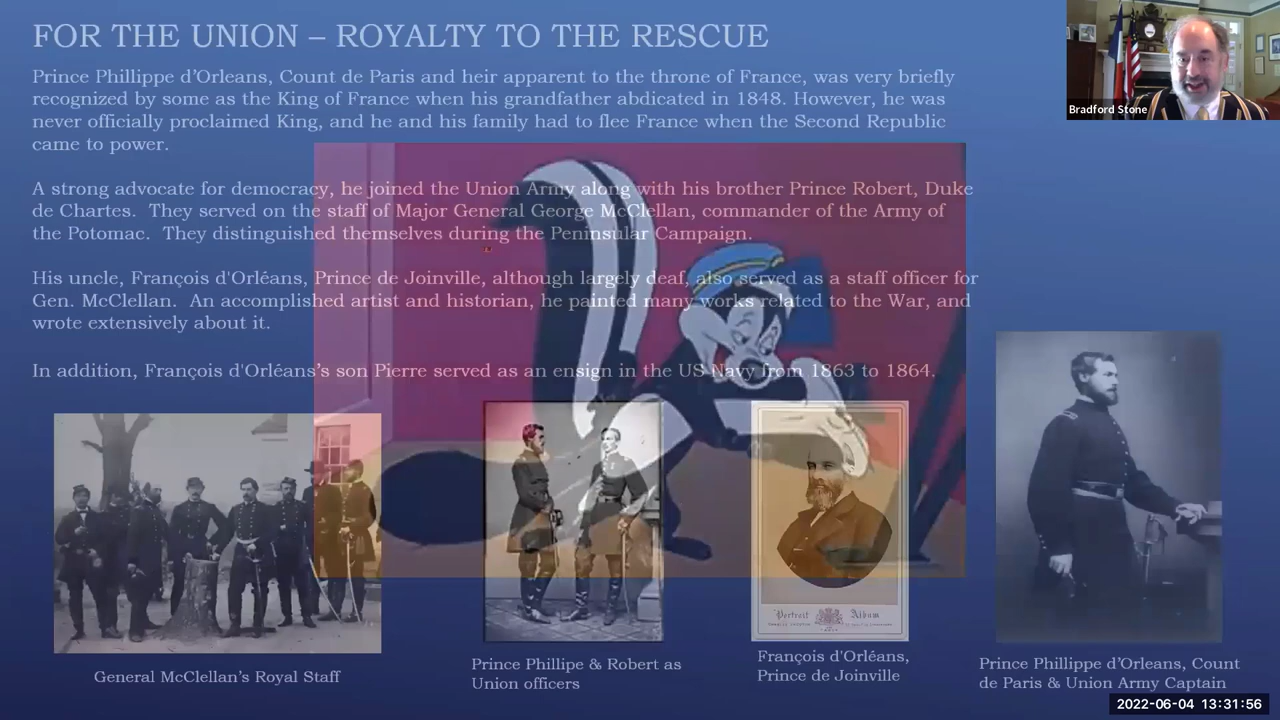 FOR THE UNION – ROYALTY TO THE RESCUE
Bradford Stone
Prince Phillippe d'Orleans, Count de Paris and heir apparent to the throne of France, was very briefly
recognized by some as the King of France when his grandfather abdicated in 1848. However, he was
never officially proclaimed King, and he and his family had to flee France when the Second Republic
came to power.
A strong advocate for democracy, he joined the Union Army along with his brother Prince Robert, Duke
de Chartes.  They served on the staff of Major General George McClellan, commander of the Army of
the Potomac.  They distinguished themselves during the Peninsular Campaign.
His uncle, François d'Orléans, Prince de Joinville, although largely deaf, also served as a staff officer for
Gen. McClellan.  An accomplished artist and historian, he painted many works related to the War, and
wrote extensively about it.
In addition, François d'Orléans's son Pierre served as an ensign in the US Navy from 1863 to 1864.
Portrait Album
General McClellan's Royal Staff
Prince Phillipe & Robert as
Union officers
François d'Orléans,
Prince de Joinville
Prince Phillippe d'Orleans, Count
de Paris & Union Army Captain
2022-06-04 13:31:56